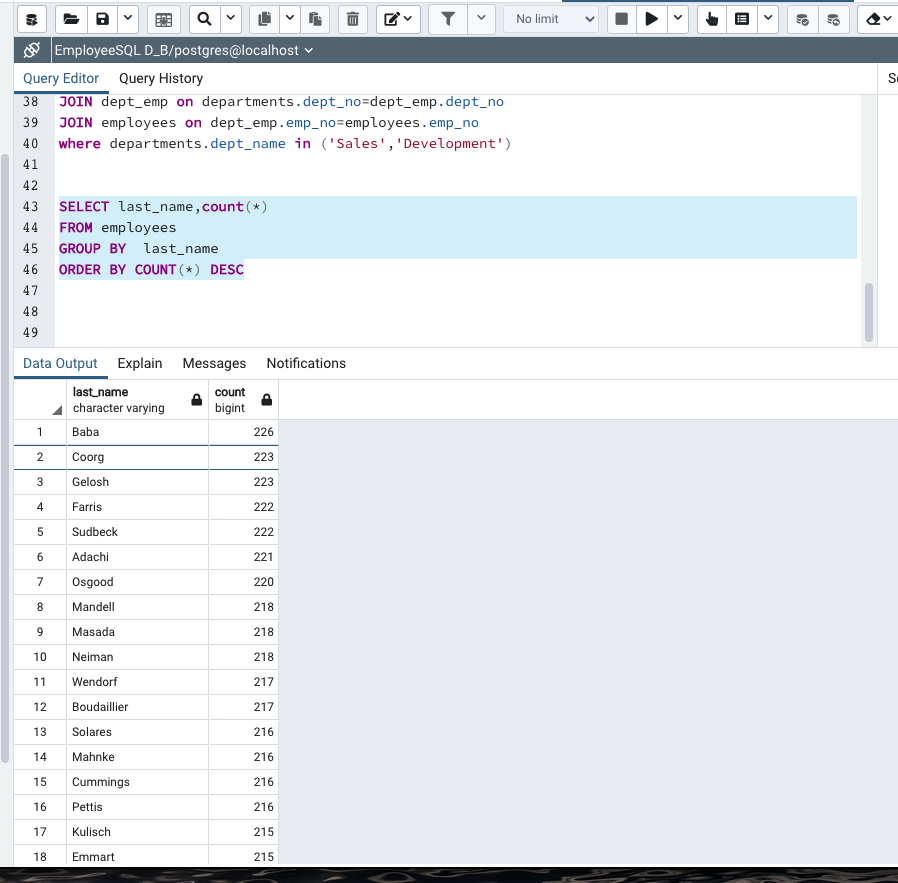 No limit
EmployeeSQL D_B/postgres@localhost
Query Editor Query History
38 JOIN dept_emp on departments.dept_no=dept_emp.dept_no
39 JOIN employees on dept_emp.emp_no=employees.emp_no
40 where departments.dept_name in ('Sales','Development')
41
42
43 SELECT last_name,count(*)
44 FROM employees
45 GROUP BY  last_name
46 ORDER BY COUNT(*) DESC
47
48
49
Data Output Explain Messages Notifications
last_name count
character varying bigint
1 Baba 226
2 Coorg 223
3 Gelosh 223
4 Farris 222
5 Sudbeck 222
6 Adachi 221
7 Osgood 220
8 Mandell 218
9 Masada 218
10 Neiman 218
11 Wendorf 217
12 Boudaillier 217
13 Solares 216
14 Mahnke 216
15 Cummings 216
16 Pettis 216
17 Kulisch 215
18 Emmart 215